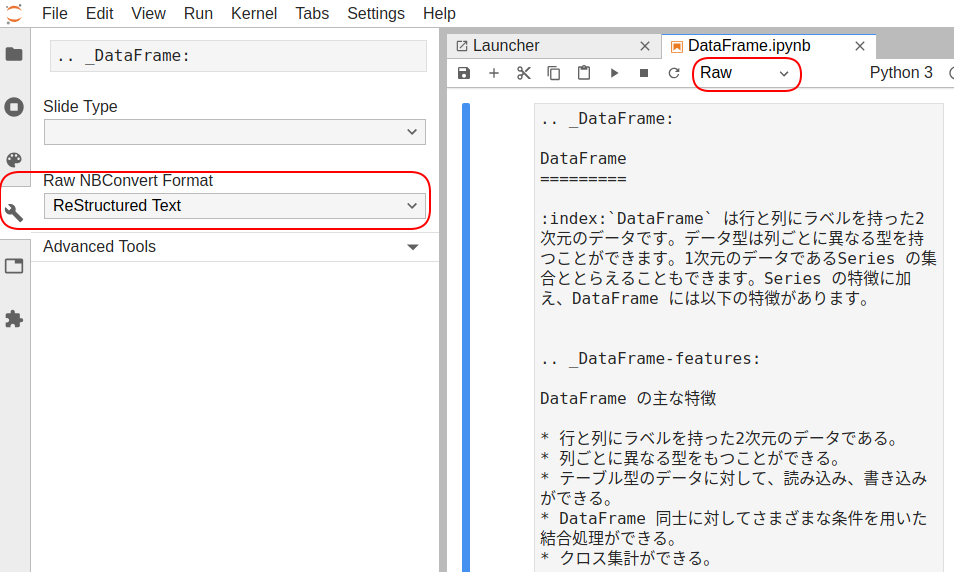 File Edit View Run Kernel Tabs Settings Help
.. _DataFrame:
Slide Type
Raw NBConvert Format
ReStructured Text
Advanced Tools
Launcher
DataFrame.ipynb
Raw
Python 3
.. _DataFrame:
DataFrame
=========
:index:`DataFrame` は行と列にラベルを持った2
次元のデータです。データ型は列ごとに異なる型を持
つことができます。1次元のデータであるSeries の集
合ととらえることもできます。Series の特徴に加
え、DataFrame には以下の特徴があります。
.. _DataFrame-features:
DataFrame の主な特徴
* 行と列にラベルを持った2次元のデータである。
* 列ごとに異なる型をもつことができる。
* テーブル型のデータに対して、読み込み、書き込み
ができる。
* DataFrame 同士に対してさまざまな条件を用いた
結合処理ができる。
* クロス集計ができる。